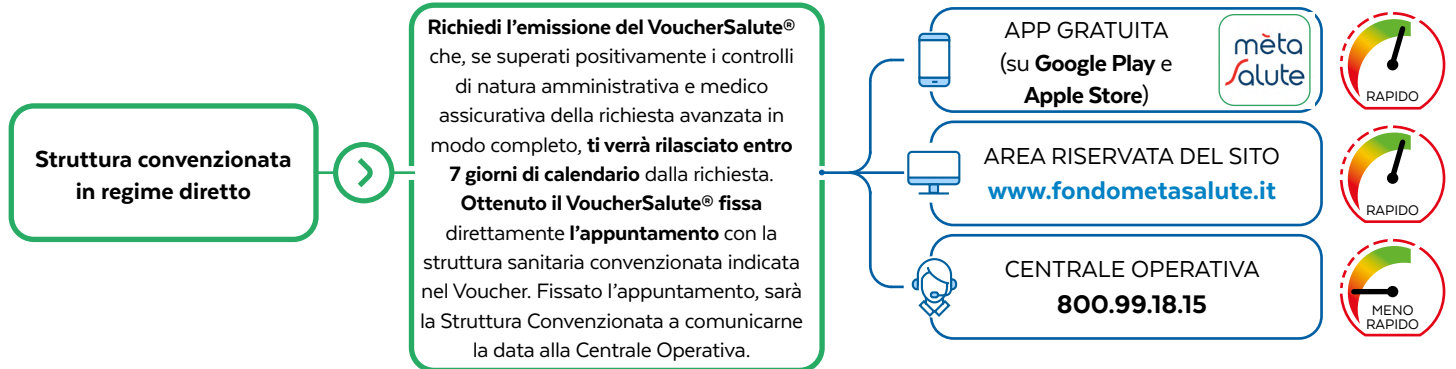 Struttura convenzionata
in regime diretto
Richiedi l’emissione del VoucherSalute®
che, se superati positivamente i controlli
di natura amministrativa e medico
assicurativa della richiesta avanzata in
modo completo, ti verrà rilasciato entro
7 giorni di calendario dalla richiesta.
Ottenuto il VoucherSalute® fissa
direttamente l’appuntamento con la
struttura sanitaria convenzionata indicata
nel Voucher. Fissato l’appuntamento, sarà
la Struttura Convenzionata a comunicarne
la data alla Centrale Operativa.
APP GRATUITA
(su Google Play e
Apple Store)
mèta
Salute
RAPIDO
AREA RISERVATA DEL SITO
www.fondometasalute.it
RAPIDO
CENTRALE OPERATIVA
800.99.18.15
MENO
RAPIDO